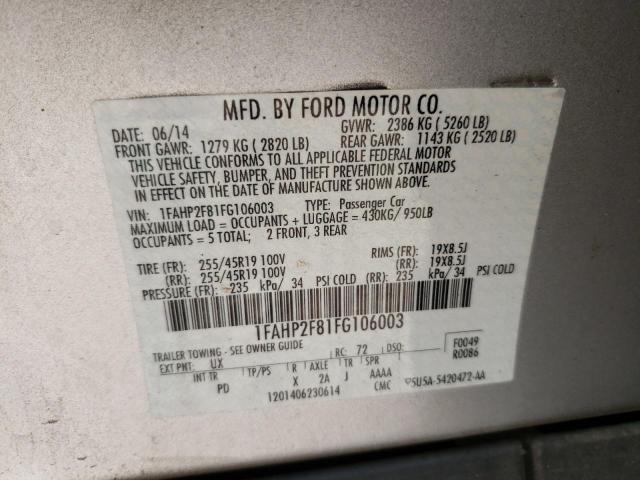 MFD. BY FORD MOTOR CO.
DATE: 06/14 GVWR: 2386 KG ( 5260 LB)
FRONT GAWR: 1279 KG ( 2820 LB) REAR GAWR: 1143 KG ( 2520 LB)
THIS VEHICLE CONFORMS TO ALL APPLICABLE FEDERAL MOTOR
VEHICLE SAFETY, BUMPER, AND THEFT PREVENTION STANDARDS
IN EFFECT ON THE DATE OF MANUFACTURE SHOWN ABOVE.
VIN: 1FAHP2F81FG106003 TYPE: Passenger Car
MAXIMUM LOAD = OCCUPANTS + LUGGAGE = 430KG/ 950LB
OCCUPANTS = 5 TOTAL; 2 FRONT, 3 REAR
TIRE (FR): 255/45R19 100V RIMS (FR): 19X8.5J
(RR): 255/45R19 100V (RR): 19X8.5J
PRESSURE (FR): 235 kPa/ 34 PSI COLD (RR): 235 kPa/ 34 PSI COLD
1FAHP2F81FG106003
TRAILER TOWING - SEE OWNER GUIDE F0049
EXT PNT: UX RC: 72 DSO: R0086
INT TR TP/PS R AXLE TR SPR
PD X 2A J AAAA
1201406230614 CMC 5U5A-5420472-AA